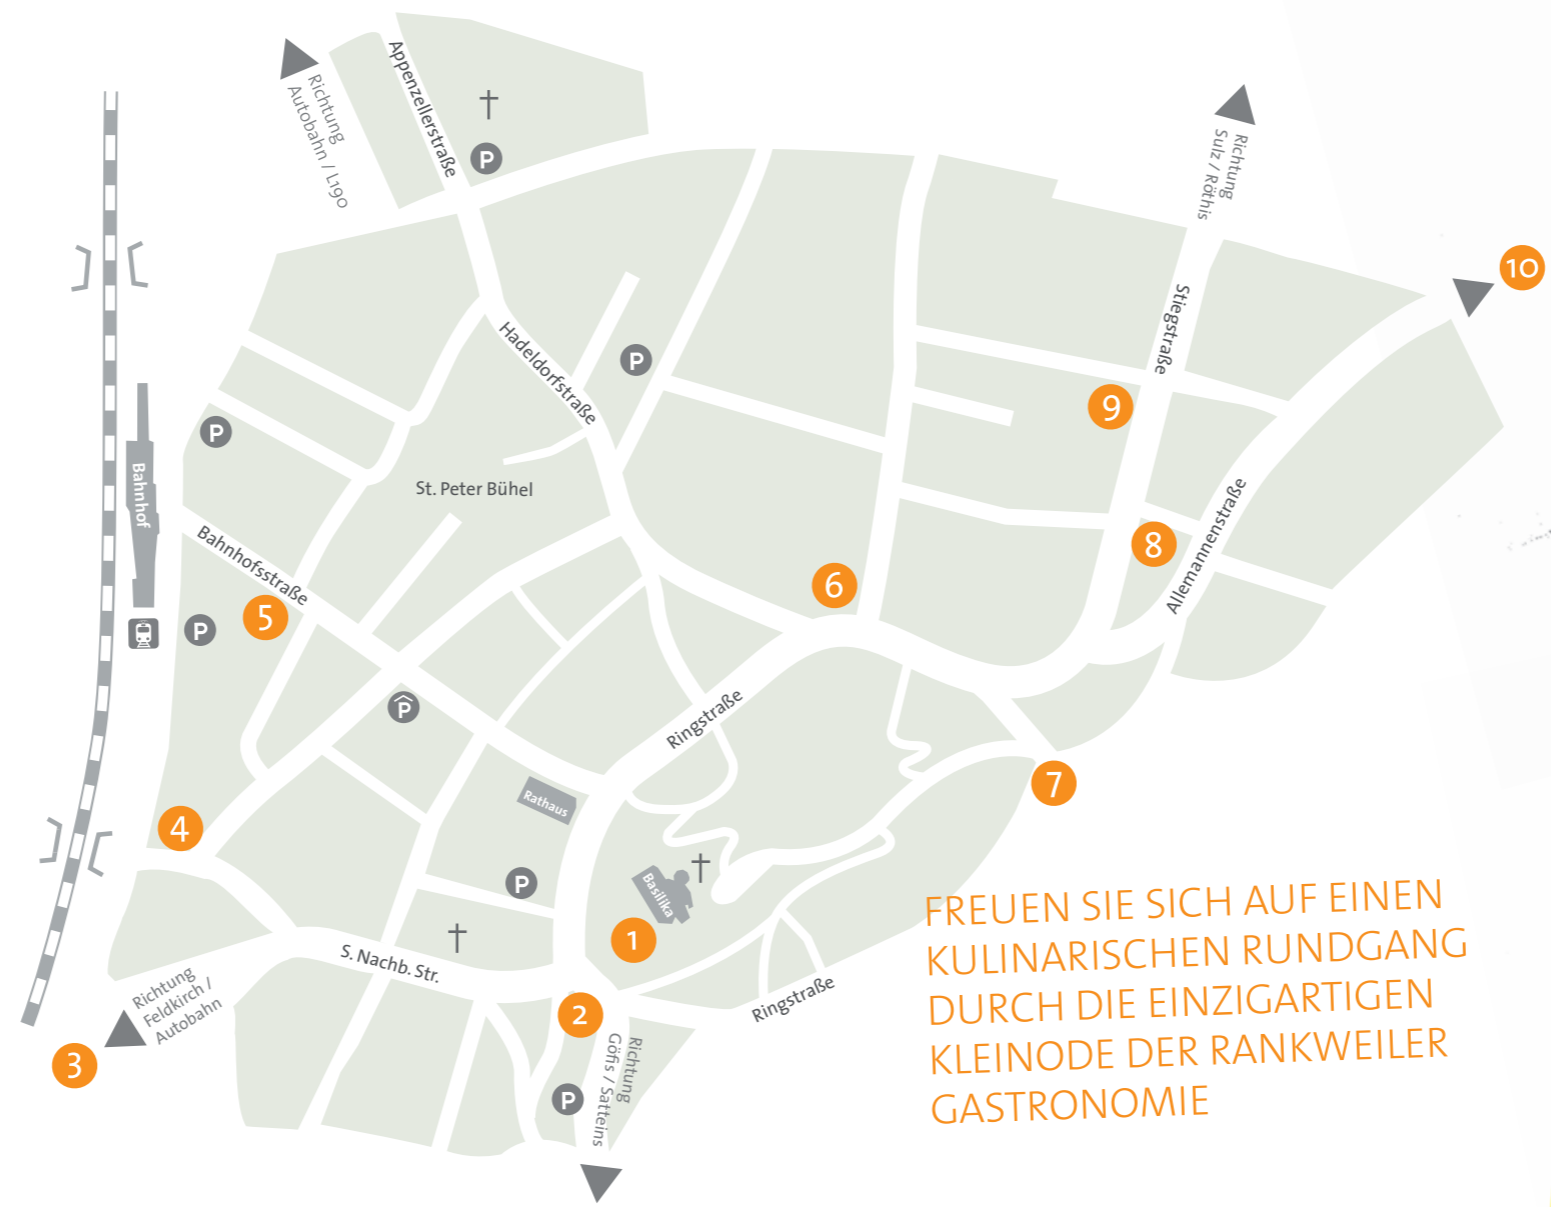 Appenzellerstraße
Richtung
Autobahn / L190
P
Richtung
Sulz / Röthis
10
Stiegstraße
Hadeldorfstraße
P
9
P
Bahnhof
St. Peter Bühel
Allemannenstraße
8
Bahnhofsstraße
6
5
P
P
Ringstraße
7
Rathaus
4
P
Basilika
1
S. Nachb. Str.
Richtung
Feldkirch /
Autobahn
Ringstraße
2
3
Richtung
Göfis / Satteins
P
FREUEN SIE SICH AUF EINEN
KULINARISCHEN RUNDGANG
DURCH DIE EINZIGARTIGEN
KLEINODE DER RANKWEILER
GASTRONOMIE